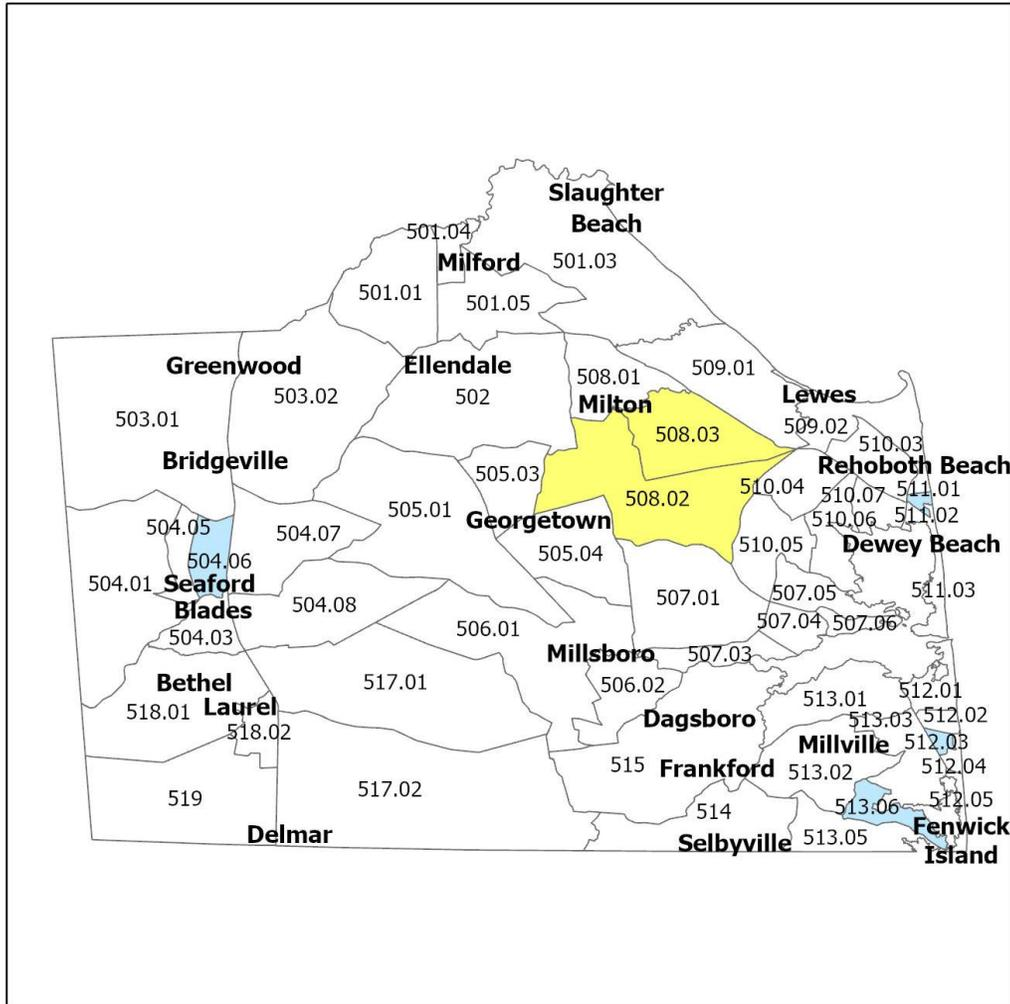 Slaughter
Beach
501.04
Milford
501.03
501.01
501.05
Greenwood
Ellendale
509.01
508.01
503.02
502
Lewes
Milton
503.01
509.02
508.03
510.03
Bridgeville
Rehoboth Beach
505.03
510.04
511.01
510.07
508.02
505.01
511.02
Georgetown
510.06
504.05
504.07
510.05
Dewey Beach
505.04
504.06
504.01
Seaford
511.03
507.05
507.01
504.08
Blades
507.04
507.06
506.01
504.03
Millsboro
507.03
517.01
Bethel
506.02
512.01
513.01
Laurel
518.01
512.02
Dagsboro
513.03
518.02
512.03
Millville
515
Frankford
512.04
513.02
517.02
519
512.05
513.06
514
Fenwick
Island
Delmar
513.05
Selbyville